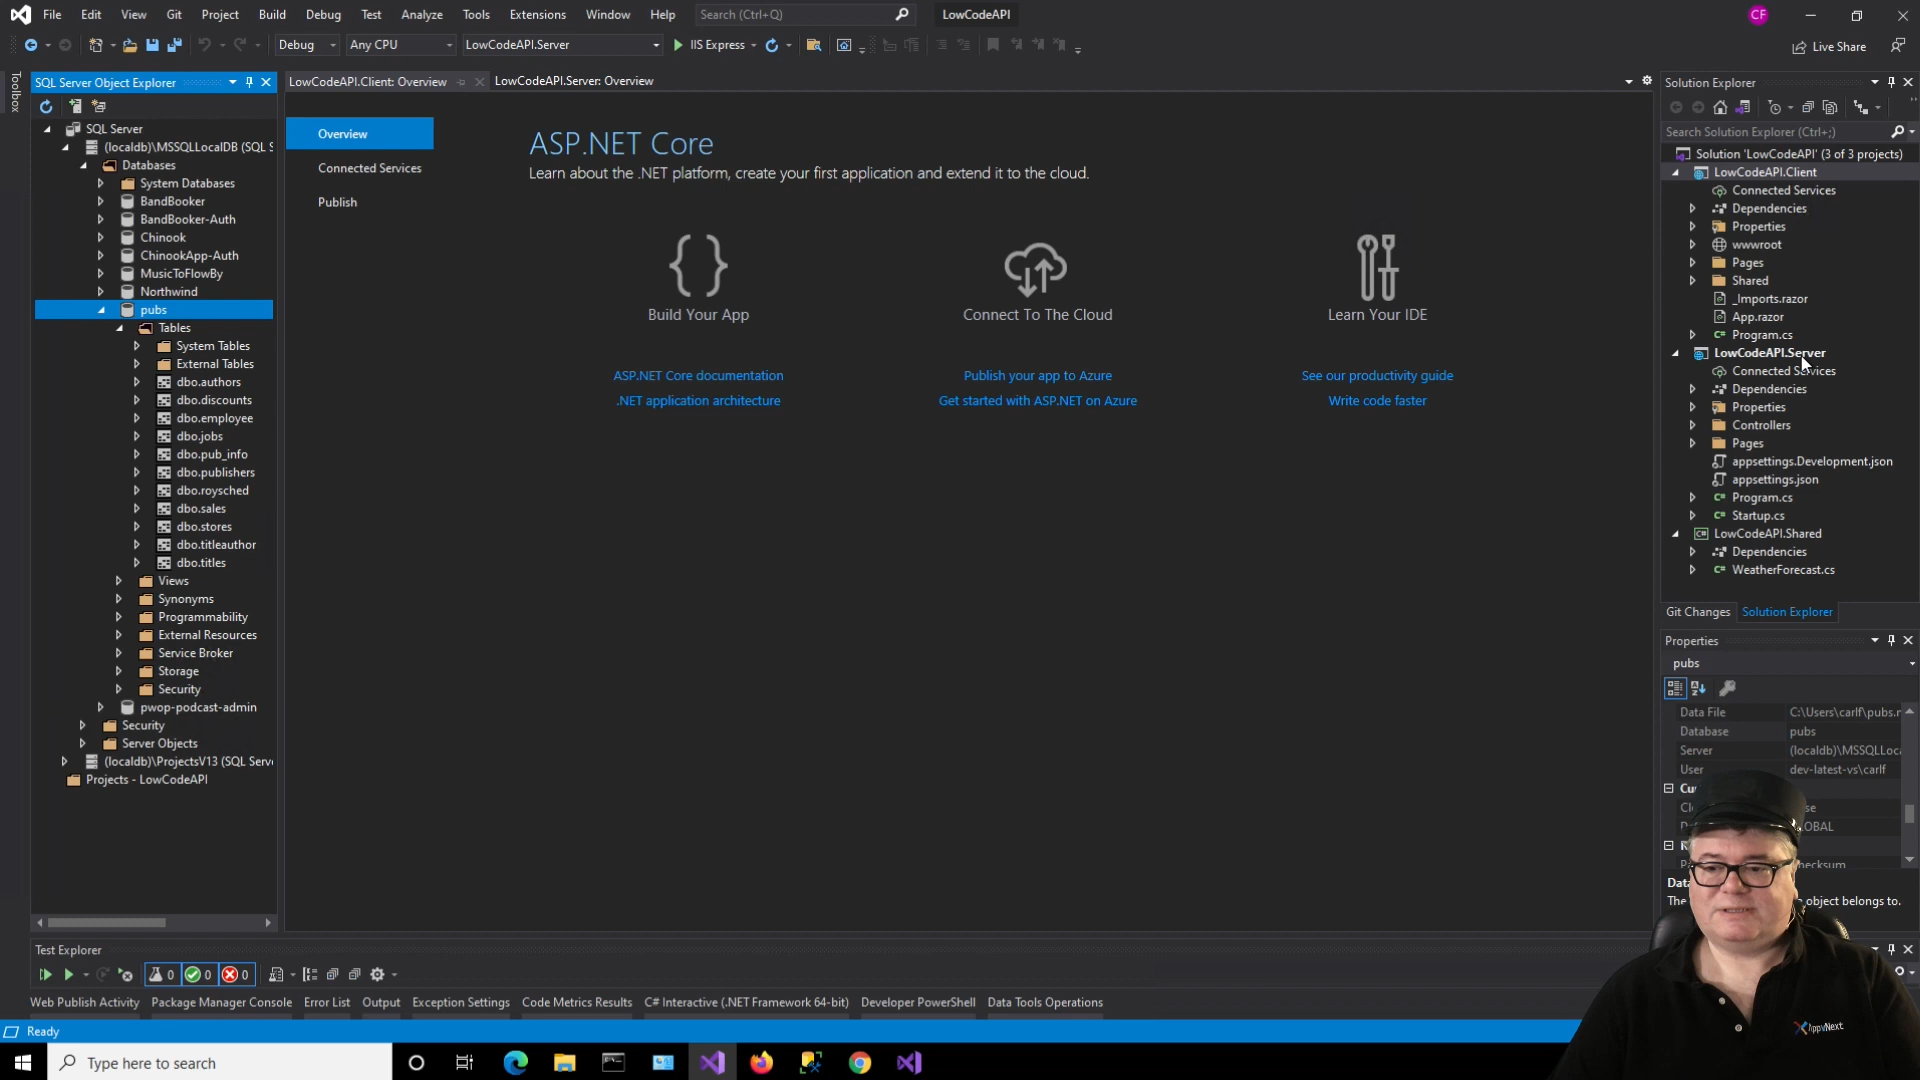 File Edit View Git Project Build Debug Test Analyze Tools Extensions Window Help Search (Ctrl+Q) LowCodeAPI CF
Debug Any CPU LowCodeAPI.Server IIS Express Live Share
Toolbox
SQL Server Object Explorer
SQL Server
(localdb)\MSSQLLocalDB (SQL S
Databases
System Databases
BandBooker
BandBooker-Auth
Chinook
ChinookApp-Auth
MusicToFlowBy
Northwind
pubs
Tables
System Tables
External Tables
dbo.authors
dbo.discounts
dbo.employee
dbo.jobs
dbo.pub_info
dbo.publishers
dbo.roysched
dbo.sales
dbo.stores
dbo.titleauthor
dbo.titles
Views
Synonyms
Programmability
External Resources
Service Broker
Storage
Security
pwop-podcast-admin
Security
Server Objects
(localdb)\ProjectsV13 (SQL Serv
Projects - LowCodeAPI
LowCodeAPI.Client: Overview LowCodeAPI.Server: Overview
Overview
Connected Services
Publish
ASP.NET Core
Learn about the .NET platform, create your first application and extend it to the cloud.
Build Your App
ASP.NET Core documentation
.NET application architecture
Connect To The Cloud
Publish your app to Azure
Get started with ASP.NET on Azure
Learn Your IDE
See our productivity guide
Write code faster
Solution Explorer
Search Solution Explorer (Ctrl+;)
Solution 'LowCodeAPI' (3 of 3 projects)
LowCodeAPI.Client
Connected Services
Dependencies
Properties
wwwroot
Pages
Shared
_Imports.razor
App.razor
C# Program.cs
LowCodeAPI.Server
Connected Services
Dependencies
Properties
Controllers
Pages
appsettings.Development.json
appsettings.json
C# Program.cs
C# Startup.cs
C# LowCodeAPI.Shared
Dependencies
C# WeatherForecast.cs
Git Changes Solution Explorer
Properties
pubs
Data File C:\Users\carlf\pubs.m
Database pubs
Server (localdb)\MSSQLLoca
User dev-latest-vs\carlf
Cu
OBAL
hecksum
Data
The object belongs to.
Test Explorer
0 0 0
Web Publish Activity Package Manager Console Error List Output Exception Settings Code Metrics Results C# Interactive (.NET Framework 64-bit) Developer PowerShell Data Tools Operations
Ready
Type here to search
AppvNext